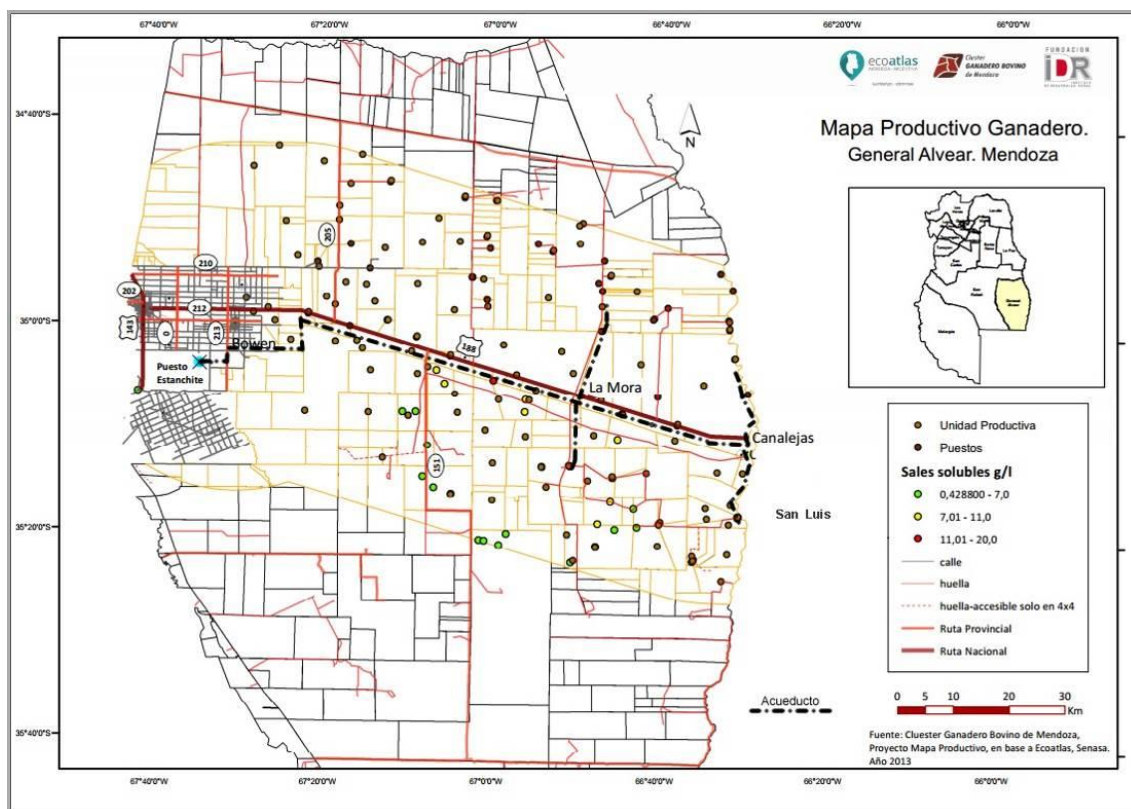 67°40'0"O
67°20'0"O
67°0'0"O
66°40'0"O
66°20'0"O
66°0'0"O
34°40'0"S
36°0'0"S
36°20'0"S
35°40'0"S
ecoatlas
Cluster
GANADERO BOVINO
de Mendoza
FUNDACION
IDR
N
Mapa Productivo Ganadero.
General Alvear. Mendoza
205
210
202
212
143
0
213
Bowen
188
Puesto
Estanchite
La Mora
Canalejas
151
San Luis
Unidad Productiva
Puestos
Sales solubles g/l
0,428800 - 7,0
7,01 - 11,0
11,01 - 20,0
calle
huella
huella-accesible solo en 4x4
Ruta Provincial
Ruta Nacional
Acueducto
0 5 10 20 30
Km
Fuente: Cluester Ganadero Bovino de Mendoza,
Proyecto Mapa Productivo, en base a Ecoatlas, Senasa.
Año 2013
67°40'0"W
67°20'0"W
67°0'0"W
66°40'0"W
66°20'0"W
66°0'0"W